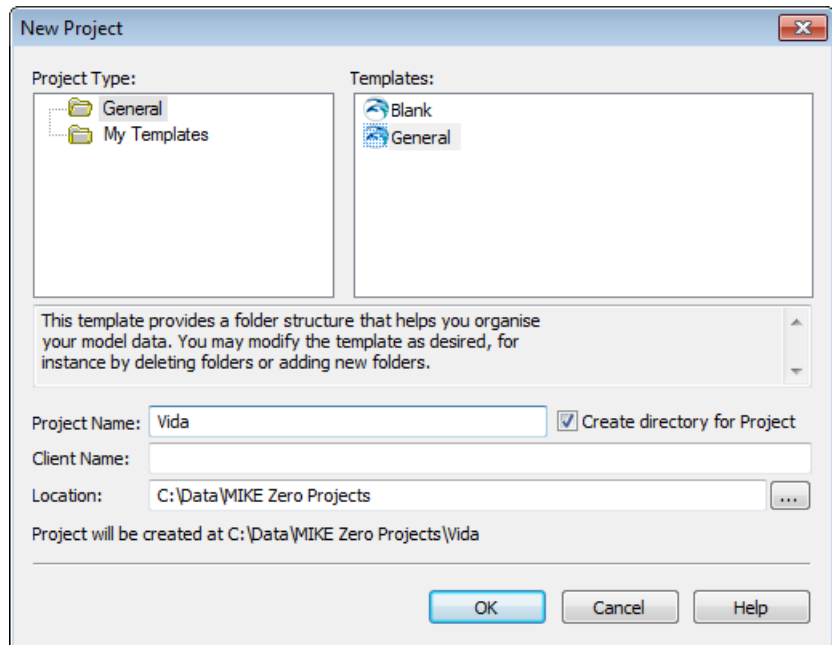 New Project
Project Type:
General
My Templates
Templates:
Blank
General
This template provides a folder structure that helps you organise
your model data. You may modify the template as desired, for
instance by deleting folders or adding new folders.
Project Name: Vida Create directory for Project
Client Name:
Location: C:\Data\MIKE Zero Projects ...
Project will be created at C:\Data\MIKE Zero Projects\Vida
OK Cancel Help